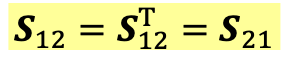 𝑺₁₂ = 𝑺₁₂ᵀ = 𝑺₂₁